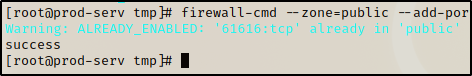 [root@prod-serv tmp]# firewall-cmd --zone=public --add-por
Warning: ALREADY_ENABLED: '61616:tcp' already in 'public'
success
[root@prod-serv tmp]#